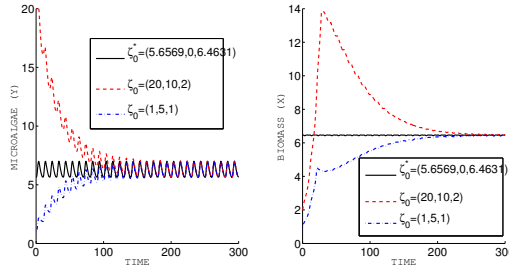 20
15
10
5
0
0
100
200
300
MICROALGAE (Y)
TIME
ζ₀*=(5.6569,0,6.4631)
ζ₀=(20,10,2)
ζ₀=(1,5,1)
14
12
10
8
6
4
2
0
0
100
200
300
BIOMASS (X)
TIME
ζ₀*=(5.6569,0,6.4631)
ζ₀=(20,10,2)
ζ₀=(1,5,1)